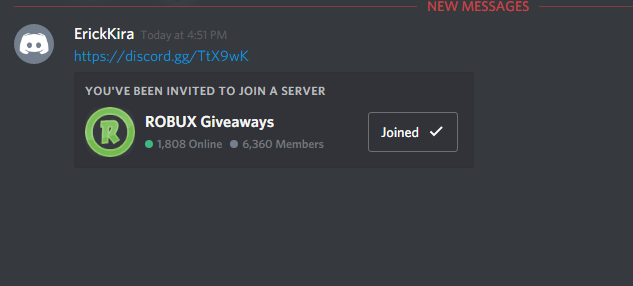 NEW MESSAGES
ErickKira Today at 4:51 PM
https://discord.gg/TtX9wK
YOU'VE BEEN INVITED TO JOIN A SERVER
R
ROBUX Giveaways
1,808 Online 6,360 Members
Joined